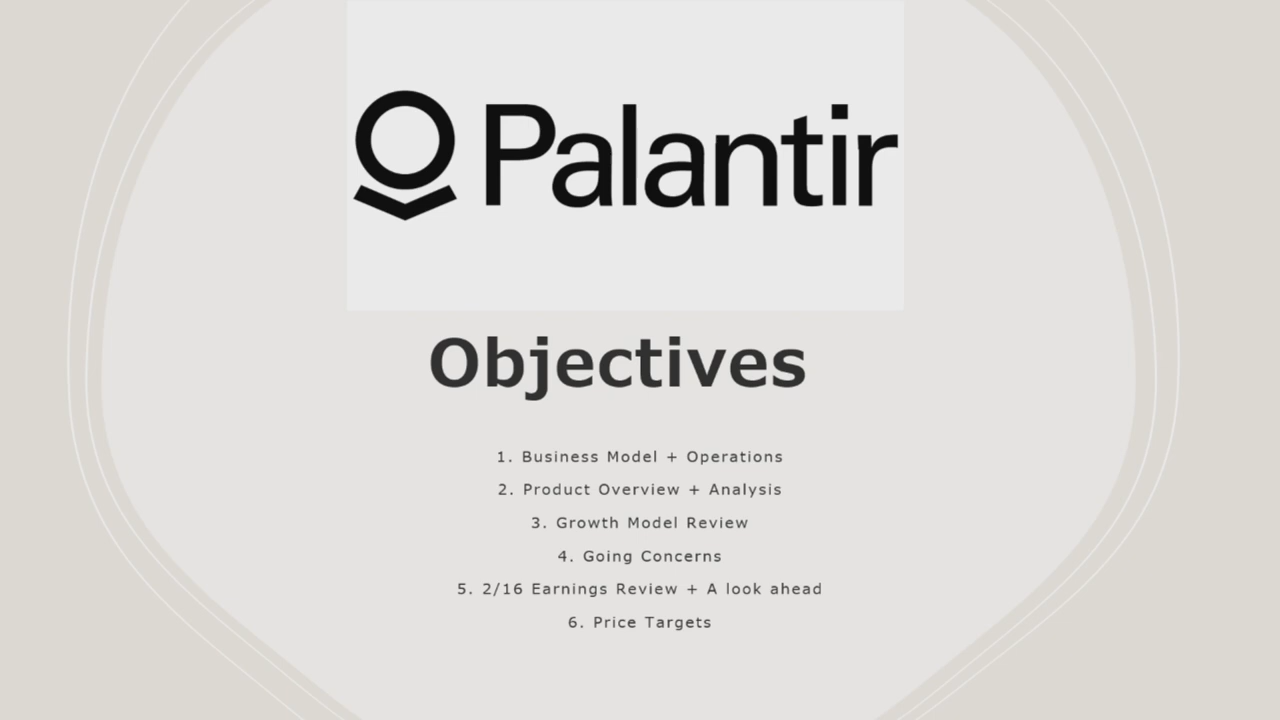 Palantir
Objectives
1. Business Model + Operations
2. Product Overview + Analysis
3. Growth Model Review
4. Going Concerns
5. 2/16 Earnings Review + A look ahead
6. Price Targets